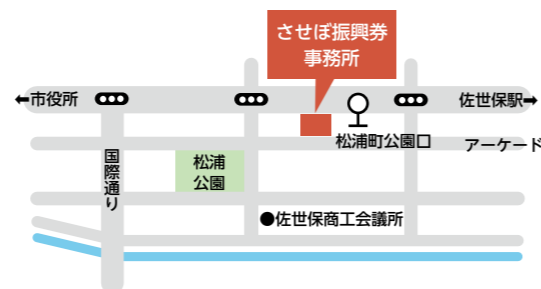 させぼ振興券
事務所
←市役所
佐世保駅→
松浦町公園口
アーケード
国際通り
松浦
公園
●佐世保商工会議所